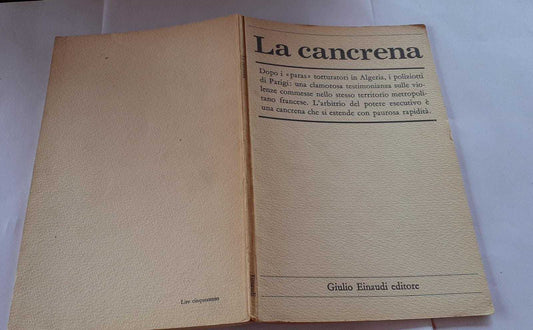 La cancrena
Dopo i «paras» torturatori in Algeria, i poliziotti
di Parigi: una clamorosa testimonianza sulle vio-
lenze commesse nello stesso territorio metropoli-
tano francese. L'arbitrio del potere esecutivo è
una cancrena che si estende con paurosa rapidità.
Giulio Einaudi editore
Lire cinquecento
Einaudi